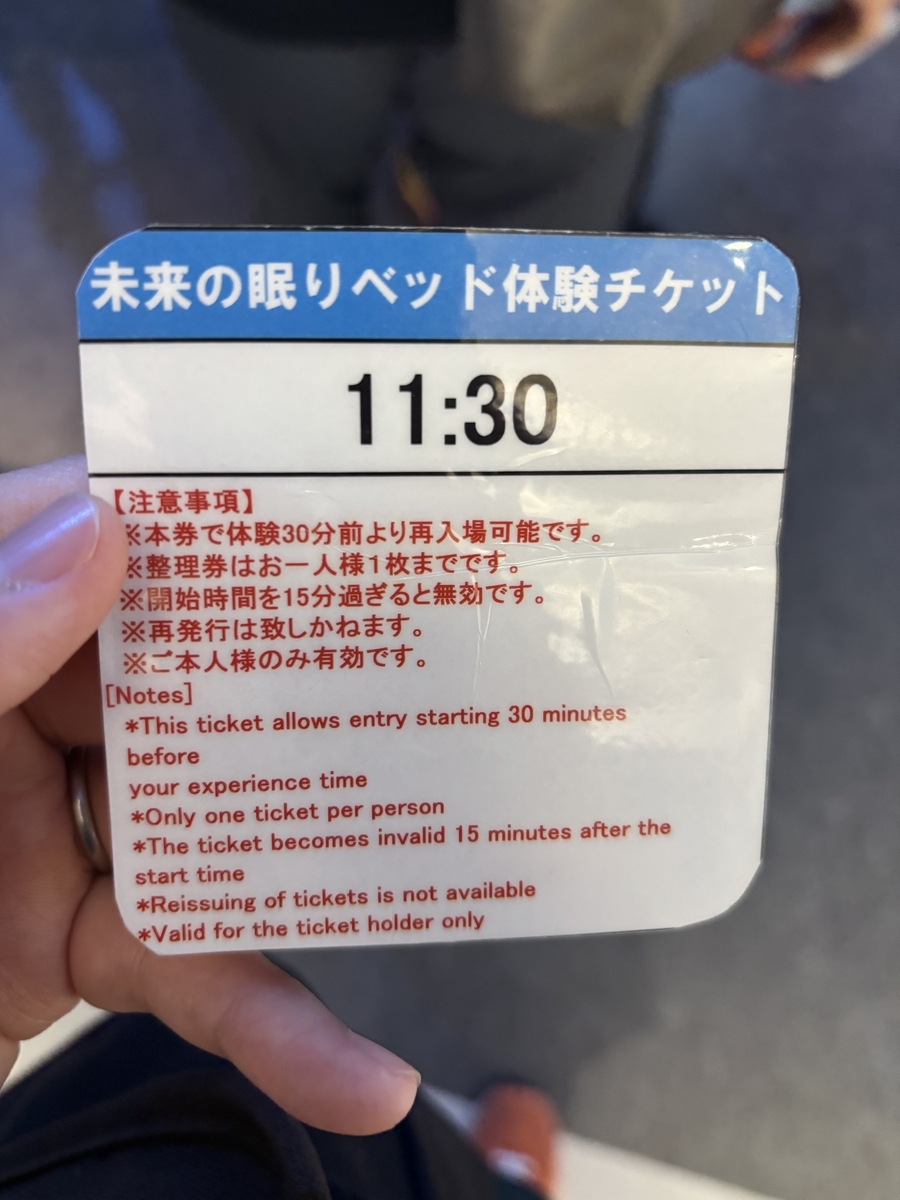 未来の眠りベッド体験チケット
11:30
【注意事項】
※本券で体験30分前より再入場可能です。
※整理券はお一人様1枚までです。
※開始時間を15分過ぎると無効です。
※再発行は致しかねます。
※ご本人様のみ有効です。
[Notes]
*This ticket allows entry starting 30 minutes
before
your experience time
*Only one ticket per person
*The ticket becomes invalid 15 minutes after the
start time
*Reissuing of tickets is not available
*Valid for the ticket holder only